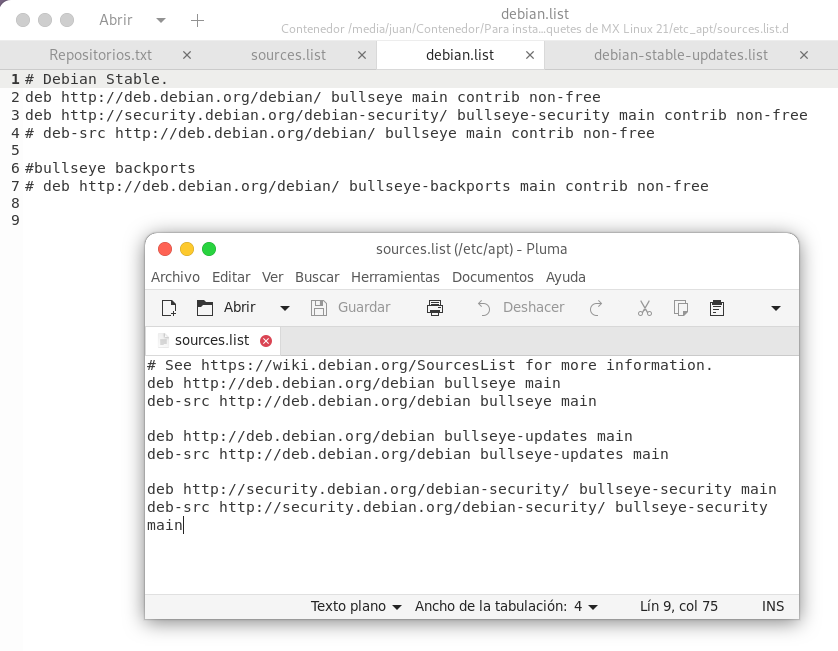 Abrir
debian.list
Contenedor /media/juan/Contenedor/Para insta...quetes de MX Linux 21/etc_apt/sources.list.d
Repositorios.txt × sources.list × debian.list × debian-stable-updates.list ×
1 # Debian Stable.
2 deb http://deb.debian.org/debian/ bullseye main contrib non-free
3 deb http://security.debian.org/debian-security/ bullseye-security main contrib non-free
4 # deb-src http://deb.debian.org/debian/ bullseye main contrib non-free
5
6 #bullseye backports
7 # deb http://deb.debian.org/debian/ bullseye-backports main contrib non-free
8
9
sources.list (/etc/apt) - Pluma
Archivo Editar Ver Buscar Herramientas Documentos Ayuda
Abrir Guardar Deshacer
sources.list
# See https://wiki.debian.org/SourcesList for more information.
deb http://deb.debian.org/debian bullseye main
deb-src http://deb.debian.org/debian bullseye main
deb http://deb.debian.org/debian bullseye-updates main
deb-src http://deb.debian.org/debian bullseye-updates main
deb http://security.debian.org/debian-security/ bullseye-security main
deb-src http://security.debian.org/debian-security/ bullseye-security
main
Texto plano Ancho de la tabulación: 4 Lín 9, col 75 INS